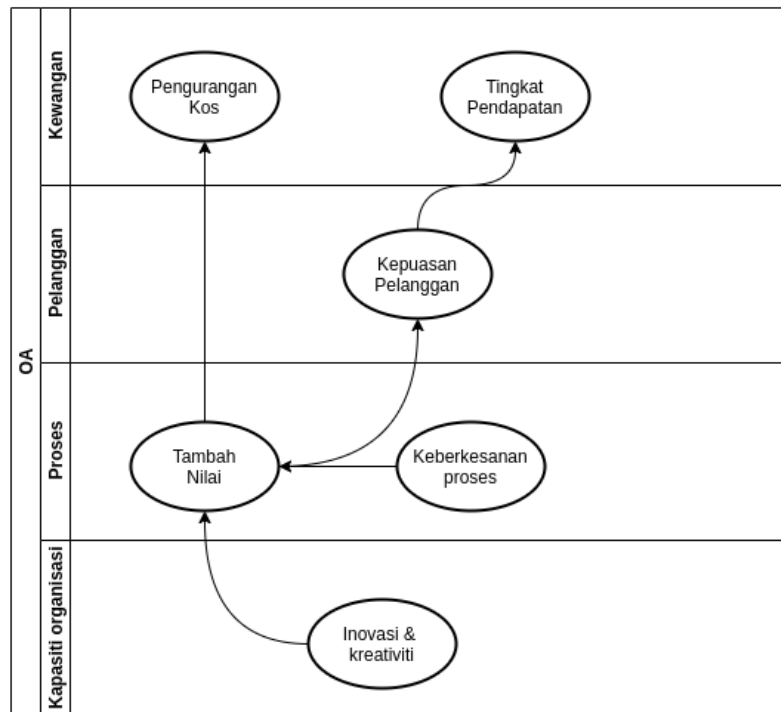 OA
Kewangan
Pengurangan
Kos
Tingkat
Pendapatan
Pelanggan
Kepuasan
Pelanggan
Proses
Tambah
Nilai
Keberkesanan
proses
Kapasiti organisasi
Inovasi &
kreativiti